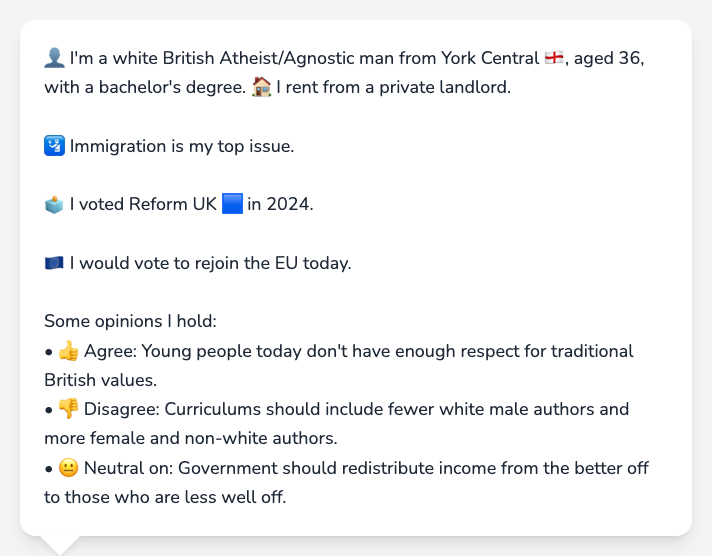 👤 I'm a white British Atheist/Agnostic man from York Central 🏴󠁧󠁢󠁥󠁮󠁧󠁿, aged 36,
with a bachelor's degree. 🏠 I rent from a private landlord.
🛂 Immigration is my top issue.
🗳️ I voted Reform UK 🟦 in 2024.
🇪🇺 I would vote to rejoin the EU today.
Some opinions I hold:
• 👍 Agree: Young people today don't have enough respect for traditional
British values.
• 👎 Disagree: Curriculums should include fewer white male authors and
more female and non-white authors.
• 😐 Neutral on: Government should redistribute income from the better off
to those who are less well off.